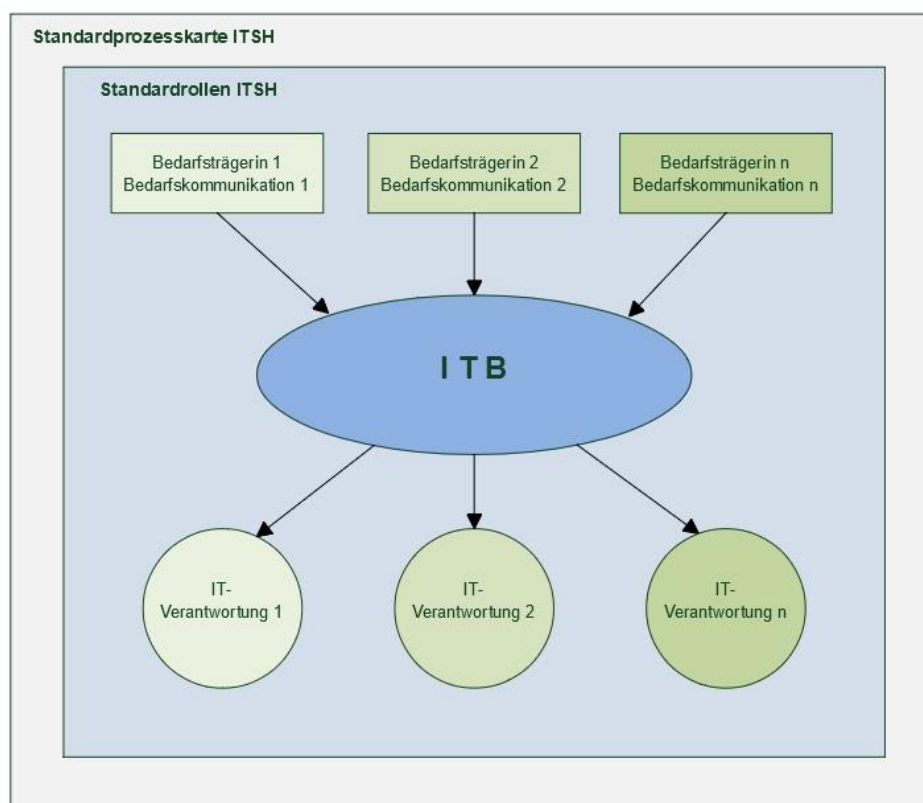 Standardprozesskarte ITSH
Standardrollen ITSH
Bedarfsträgerin 1
Bedarfskommunikation 1
Bedarfsträgerin 2
Bedarfskommunikation 2
Bedarfsträgerin n
Bedarfskommunikation n
I T B
IT-
Verantwortung 1
IT-
Verantwortung 2
IT-
Verantwortung n